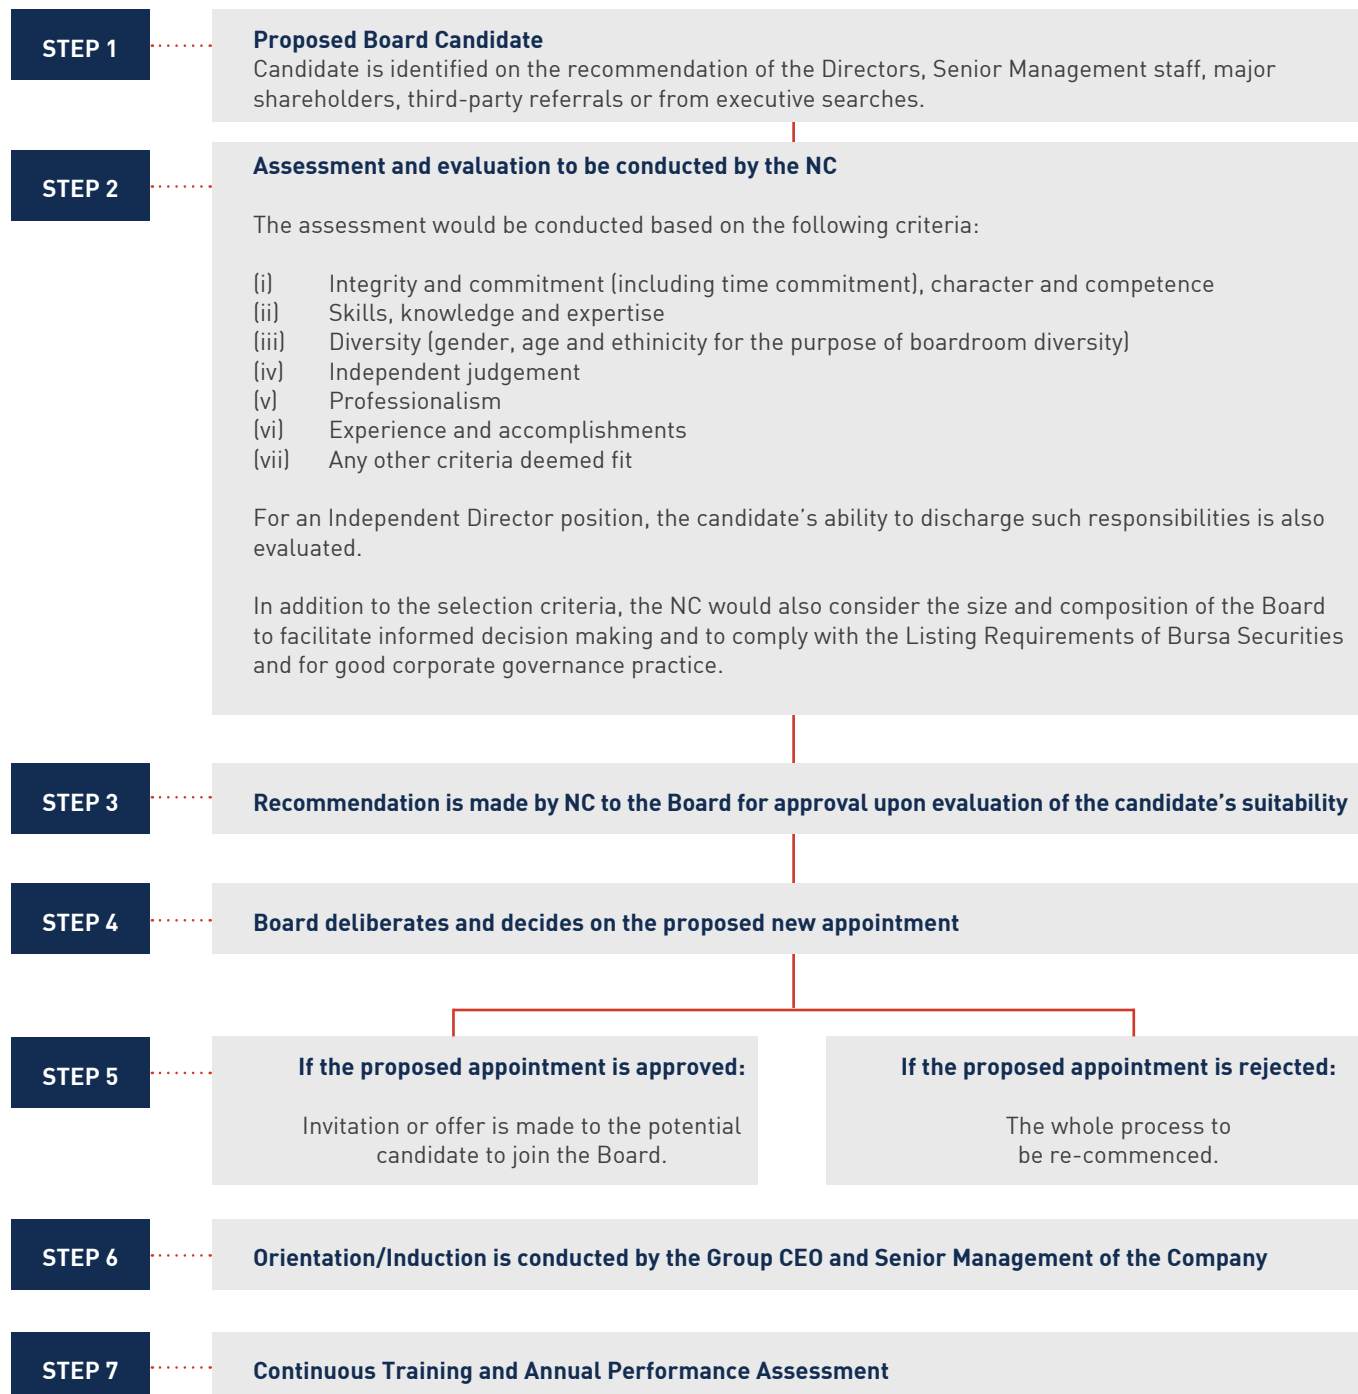 STEP 1
Proposed Board Candidate
Candidate is identified on the recommendation of the Directors, Senior Management staff, major
shareholders, third-party referrals or from executive searches.
STEP 2
Assessment and evaluation to be conducted by the NC
The assessment would be conducted based on the following criteria:
(i) Integrity and commitment (including time commitment), character and competence
(ii) Skills, knowledge and expertise
(iii) Diversity (gender, age and ethinicity for the purpose of boardroom diversity)
(iv) Independent judgement
(v) Professionalism
(vi) Experience and accomplishments
(vii) Any other criteria deemed fit
For an Independent Director position, the candidate’s ability to discharge such responsibilities is also
evaluated.
In addition to the selection criteria, the NC would also consider the size and composition of the Board
to facilitate informed decision making and to comply with the Listing Requirements of Bursa Securities
and for good corporate governance practice.
STEP 3
Recommendation is made by NC to the Board for approval upon evaluation of the candidate’s suitability
STEP 4
Board deliberates and decides on the proposed new appointment
STEP 5
If the proposed appointment is approved:
Invitation or offer is made to the potential
candidate to join the Board.
If the proposed appointment is rejected:
The whole process to
be re-commenced.
STEP 6
Orientation/Induction is conducted by the Group CEO and Senior Management of the Company
STEP 7
Continuous Training and Annual Performance Assessment